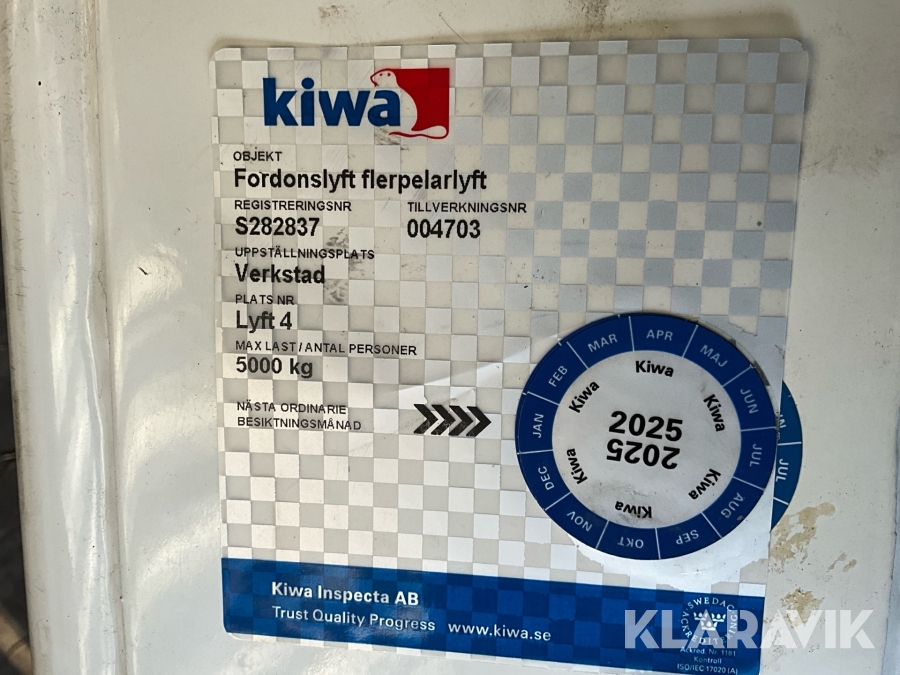 kiwa
OBJEKT
Fordonslyft flerpelarlyft
REGISTRERINGSNR TILLVERKNINGSNR
S282837 004703
UPPSTÄLLNINGSPLATS
Verkstad
PLATS NR
Lyft 4
MAX LAST / ANTAL PERSONER
5000 kg
NÄSTA ORDINARIE
BESIKTNINGSMÅNAD
JAN FEB MAR APR MAJ JUN JUL AUG SEP OKT NOV DEC
Kiwa Kiwa Kiwa Kiwa Kiwa Kiwa
2025
2025
JUL
Kiwa Inspecta AB
Trust Quality Progress www.kiwa.se
SWEDAC
ACKREDITERING
Ackred. Nr. 1181
Kontroll
ISO/IEC 17020 (A)
KLARAVIK